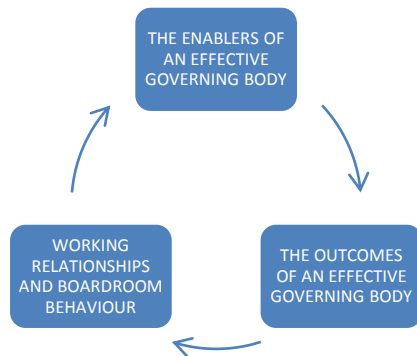 THE ENABLERS OF
AN EFFECTIVE
GOVERNING BODY
THE OUTCOMES
OF AN EFFECTIVE
GOVERNING BODY
WORKING
RELATIONSHIPS
AND BOARDROOM
BEHAVIOUR